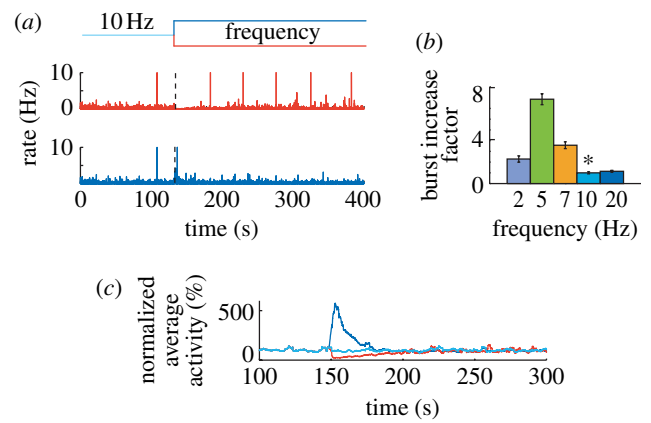 (a)
10 Hz
frequency
rate (Hz)
10
0
10
0 100 200 300 400
time (s)
(b)
burst increase
factor
8
4
0
*
2 5 7 10 20
frequency (Hz)
(c)
normalized
average
activity (%)
500
0
100 150 200 250 300
time (s)